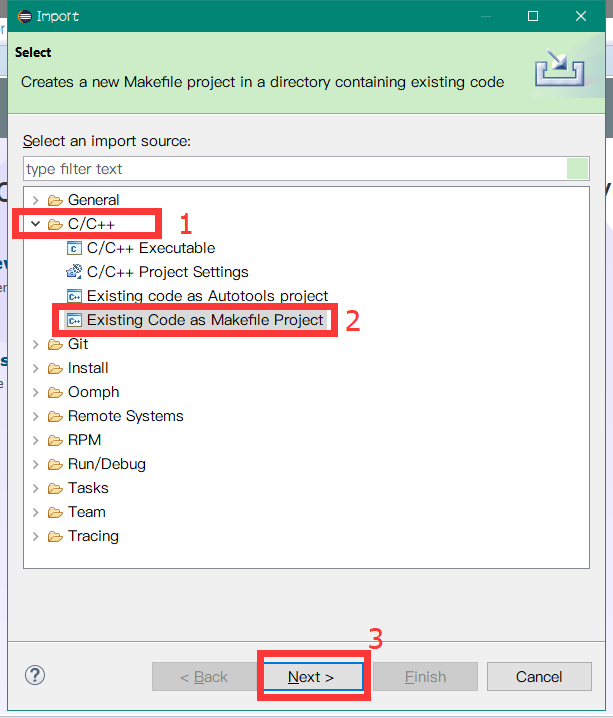 Import
Select
Creates a new Makefile project in a directory containing existing code
Select an import source:
type filter text
General
C/C++
1
C/C++ Executable
C/C++ Project Settings
Existing code as Autotools project
Existing Code as Makefile Project
2
Git
Install
Oomph
Remote Systems
RPM
Run/Debug
Tasks
Team
Tracing
3
?
< Back
Next >
Finish
Cancel